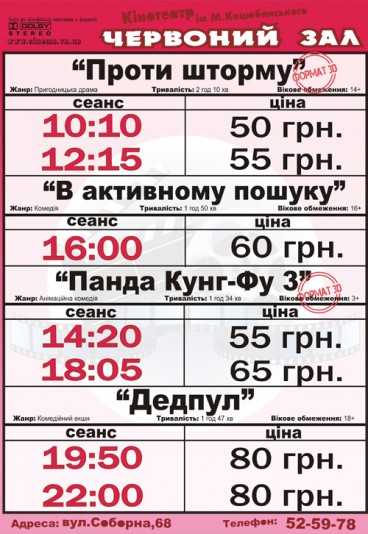 Кінотеатр ім М.Коцюбинського
DOLBY
STEREO
www.cinema.vn.ua
ЧЕРВОНИЙ ЗАЛ
“Проти шторму”
ФОРМАТ 3D
Жанр: Пригодницька драма Тривалість: 2 год 10 хв Вікове обмеження: 14+
сеанс ціна
10:10 50 грн.
12:15 55 грн.
“В активному пошуку”
Жанр: Комедія Тривалість: 1 год 50 хв Вікове обмеження: 16+
сеанс ціна
16:00 60 грн.
“Панда Кунг-Фу 3”
ФОРМАТ 3D
Жанр: Анімаційна комедія Тривалість: 1 год 34 хв Вікове обмеження: 3+
сеанс ціна
14:20 55 грн.
18:05 65 грн.
“Дедпул”
Жанр: Комедійний екшн Тривалість: 1 год 47 хв Вікове обмеження: 18+
сеанс ціна
19:50 80 грн.
22:00 80 грн.
Адреса: вул.Соборна,68 Телефон: 52-59-78